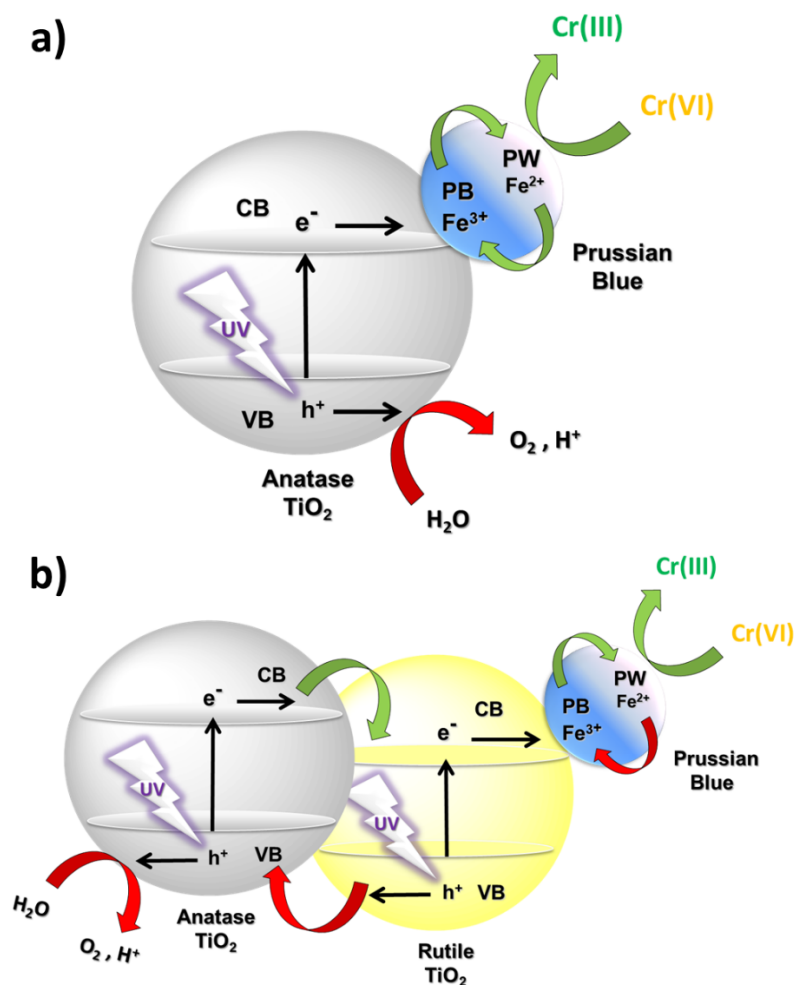 a)
Cr(III)
Cr(VI)
PW
Fe²⁺
PB
Fe³⁺
CB
e⁻
Prussian
Blue
UV
VB
h⁺
O₂ , H⁺
Anatase
TiO₂
H₂O
b)
Cr(III)
Cr(VI)
CB
e⁻
CB
e⁻
PW
Fe²⁺
PB
Fe³⁺
Prussian
Blue
UV
UV
h⁺
VB
H₂O
h⁺
VB
O₂ , H⁺
Anatase
TiO₂
Rutile
TiO₂